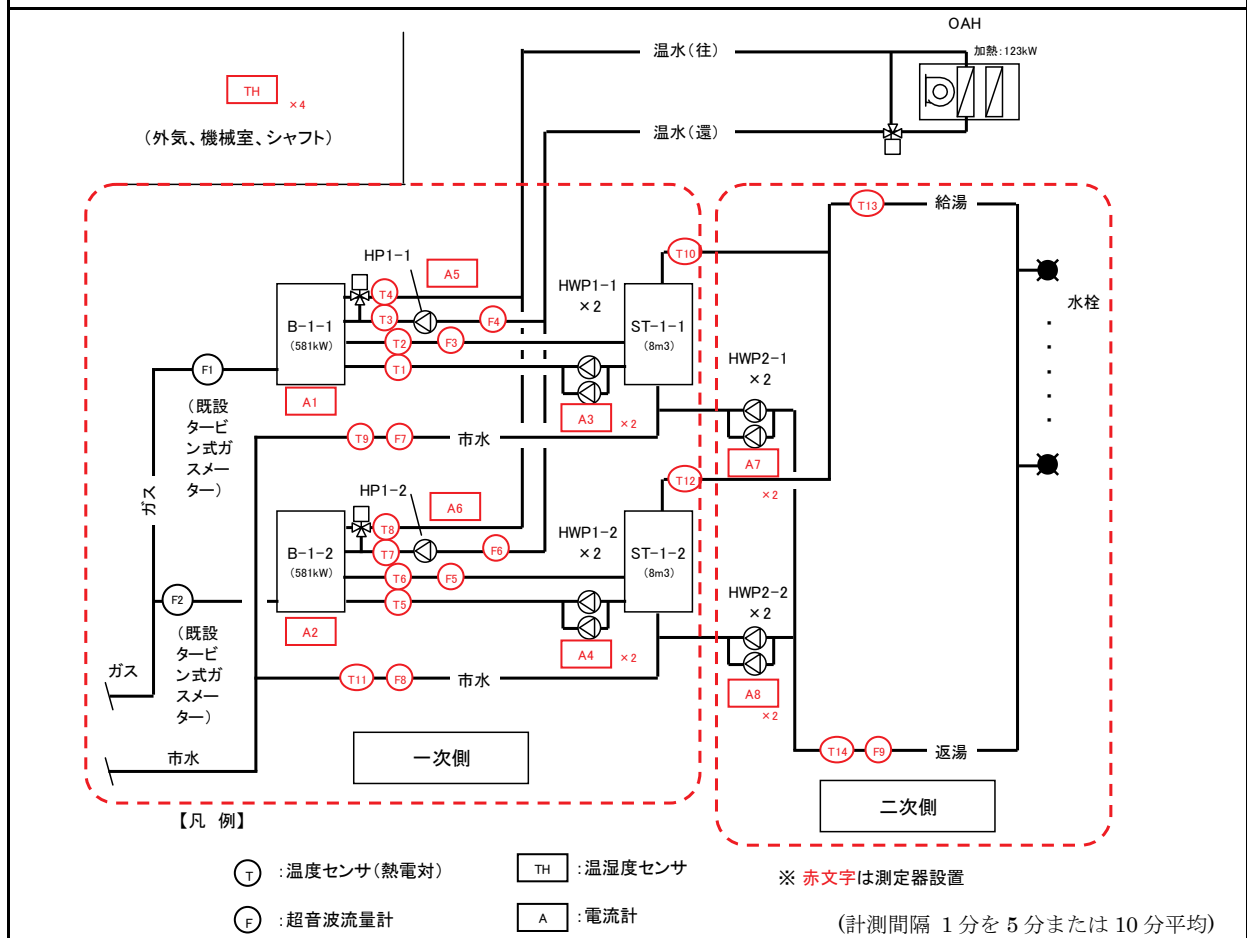 OAH
加熱:123kW
温水(往)
温水(還)
TH ×4
(外気、機械室、シャフト)
HP1-1
A5
HWP1-1
×2
T4
T3
F4
T2
F3
T1
B-1-1
(581kW)
ST-1-1
(8m3)
A1
A3 ×2
T10
T13
給湯
水栓
F1
(既設
タービ
ン式ガ
スメー
ター)
ガス
T9
F7
市水
HWP2-1
×2
A7
×2
T12
HP1-2
A6
HWP1-2
×2
T8
T7
F6
T6
F5
T5
B-1-2
(581kW)
ST-1-2
(8m3)
A2
A4 ×2
F2
(既設
タービ
ン式ガ
スメー
ター)
ガス
T11
F8
市水
HWP2-2
×2
A8
×2
市水
一次側
T14
F9
返湯
二次側
【凡 例】
T :温度センサ(熱電対)
TH :温湿度センサ
F :超音波流量計
A :電流計
※ 赤文字は測定器設置
(計測間隔 1分を5分または10分平均)